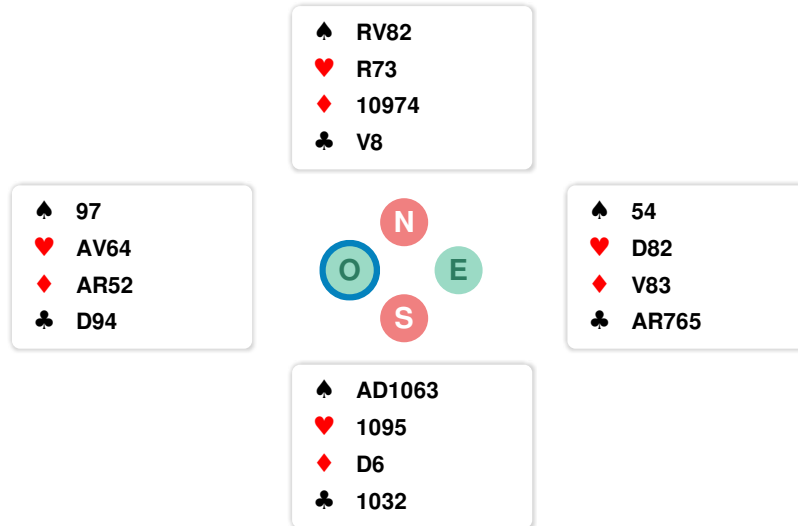 ♠ RV82
♥ R73
♦ 10974
♣ V8
♠ 97
♥ AV64
♦ AR52
♣ D94
N
O E
S
♠ 54
♥ D82
♦ V83
♣ AR765
♠ AD1063
♥ 1095
♦ D6
♣ 1032